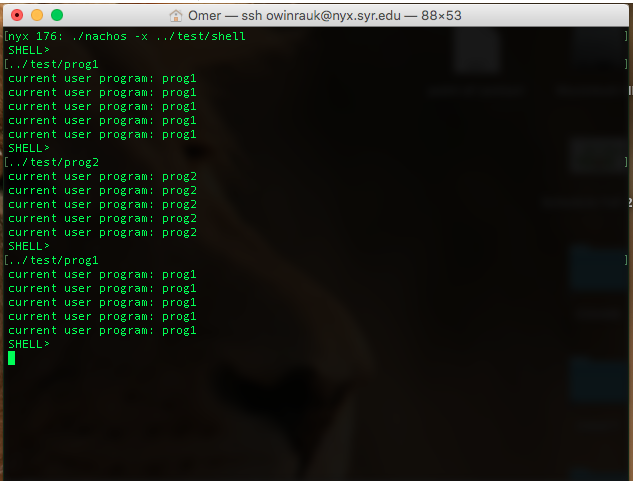 Omer — ssh owinrauk@nyx.syr.edu — 88×53
[nyx 176: ./nachos -x ../test/shell ]
SHELL>
[../test/prog1 ]
current user program: prog1
current user program: prog1
current user program: prog1
current user program: prog1
current user program: prog1
SHELL>
[../test/prog2 ]
current user program: prog2
current user program: prog2
current user program: prog2
current user program: prog2
current user program: prog2
SHELL>
[../test/prog1 ]
current user program: prog1
current user program: prog1
current user program: prog1
current user program: prog1
current user program: prog1
SHELL>